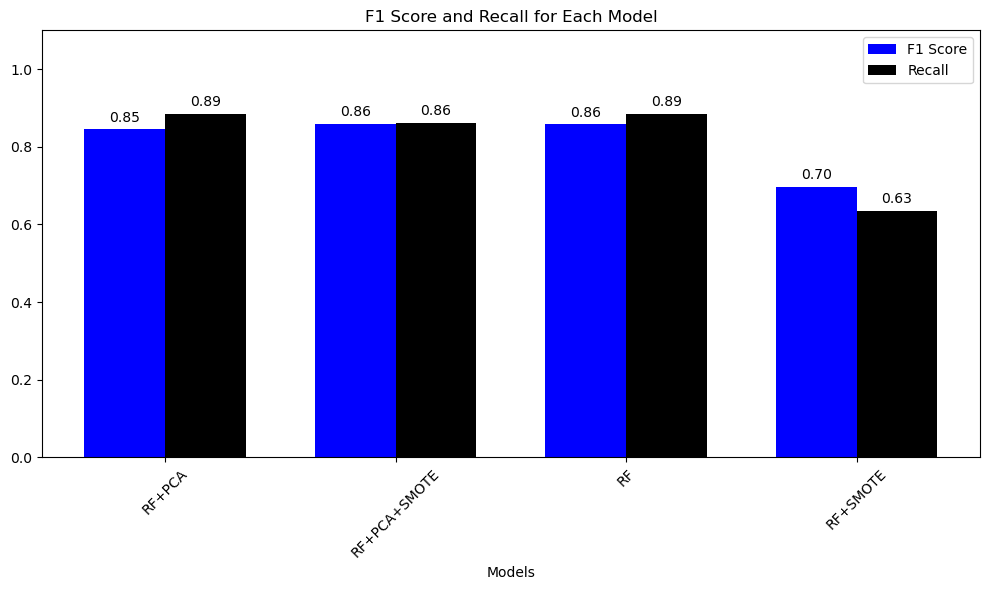 F1 Score and Recall for Each Model
F1 Score
Recall
1.0
0.8
0.6
0.4
0.2
0.0
0.85
0.89
0.86
0.86
0.86
0.89
0.70
0.63
RF+PCA
RF+PCA+SMOTE
RF
RF+SMOTE
Models